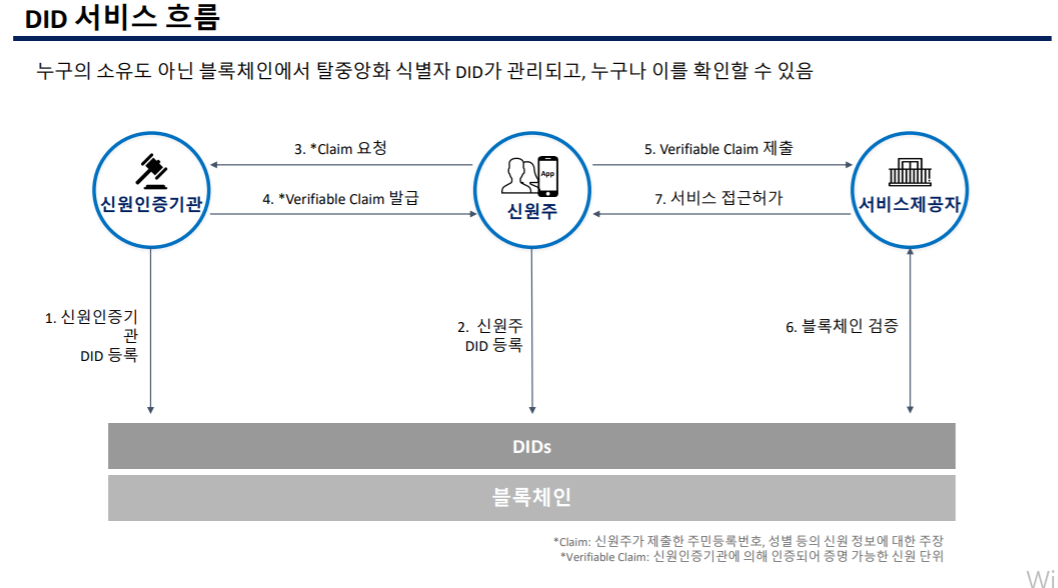 DID 서비스 흐름
누구의 소유도 아닌 블록체인에서 탈중앙화 식별자 DID가 관리되고, 누구나 이를 확인할 수 있음
3. *Claim 요청
5. Verifiable Claim 제출
App
신원인증기관
4. *Verifiable Claim 발급
신원주
7. 서비스 접근허가
서비스제공자
1. 신원인증기
관
DID 등록
2. 신원주
DID 등록
6. 블록체인 검증
DIDs
블록체인
*Claim: 신원주가 제출한 주민등록번호, 성별 등의 신원 정보에 대한 주장
*Verifiable Claim: 신원인증기관에 의해 인증되어 증명 가능한 신원 단위
Wi